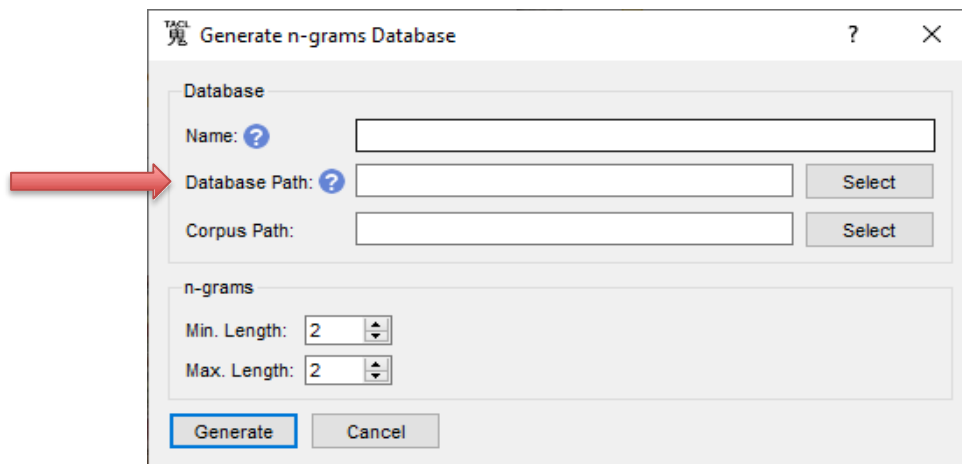 TACL
鬼 Generate n-grams Database ?
Database
Name: ?
Database Path: ? Select
Corpus Path: Select
n-grams
Min. Length: 2
Max. Length: 2
Generate Cancel